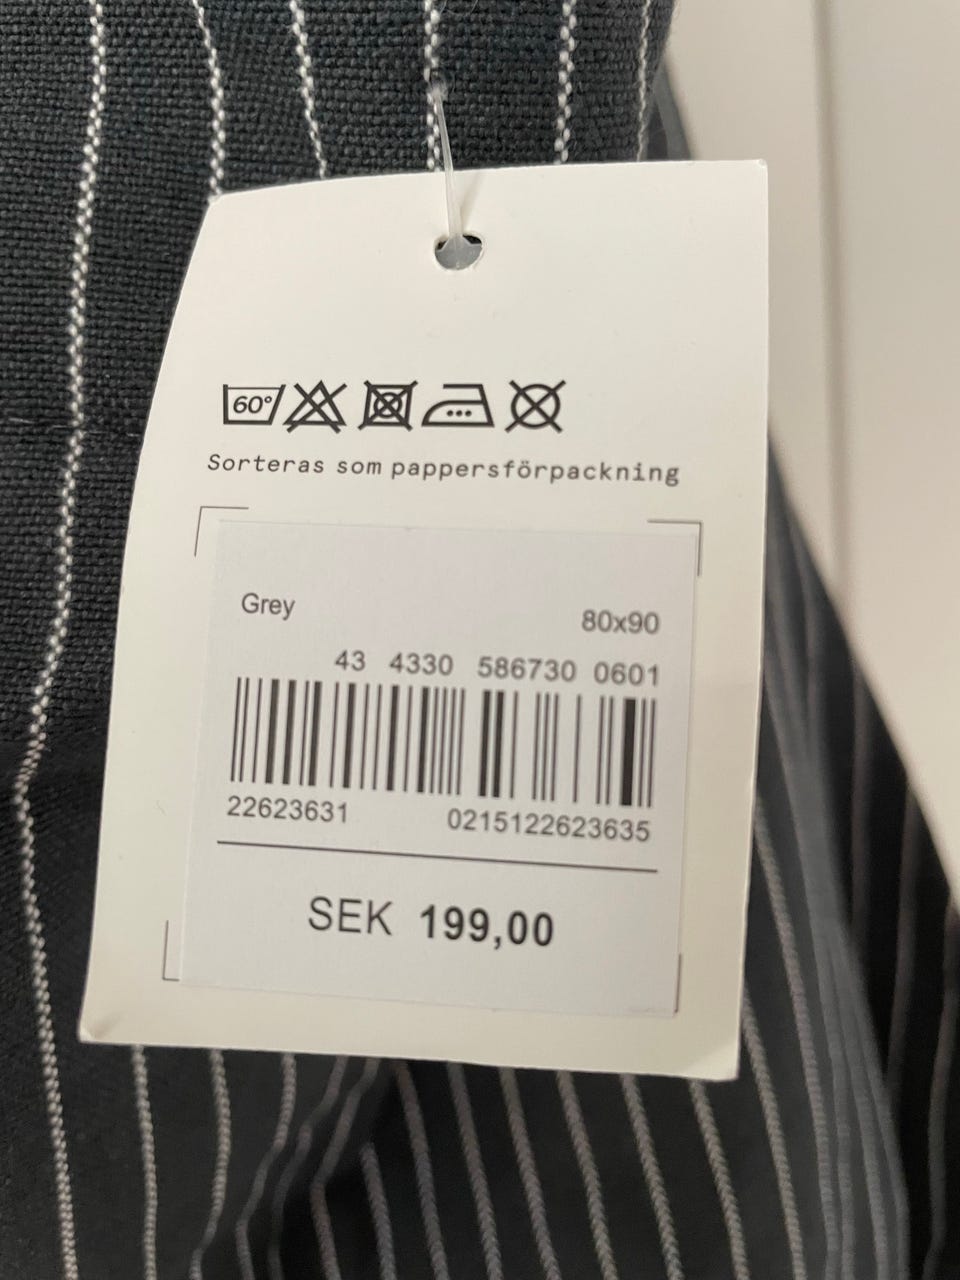 60°
Sorteras som pappersförpackning
Grey 80x90
43 4330 586730 0601
22623631 0215122623635
SEK 199,00